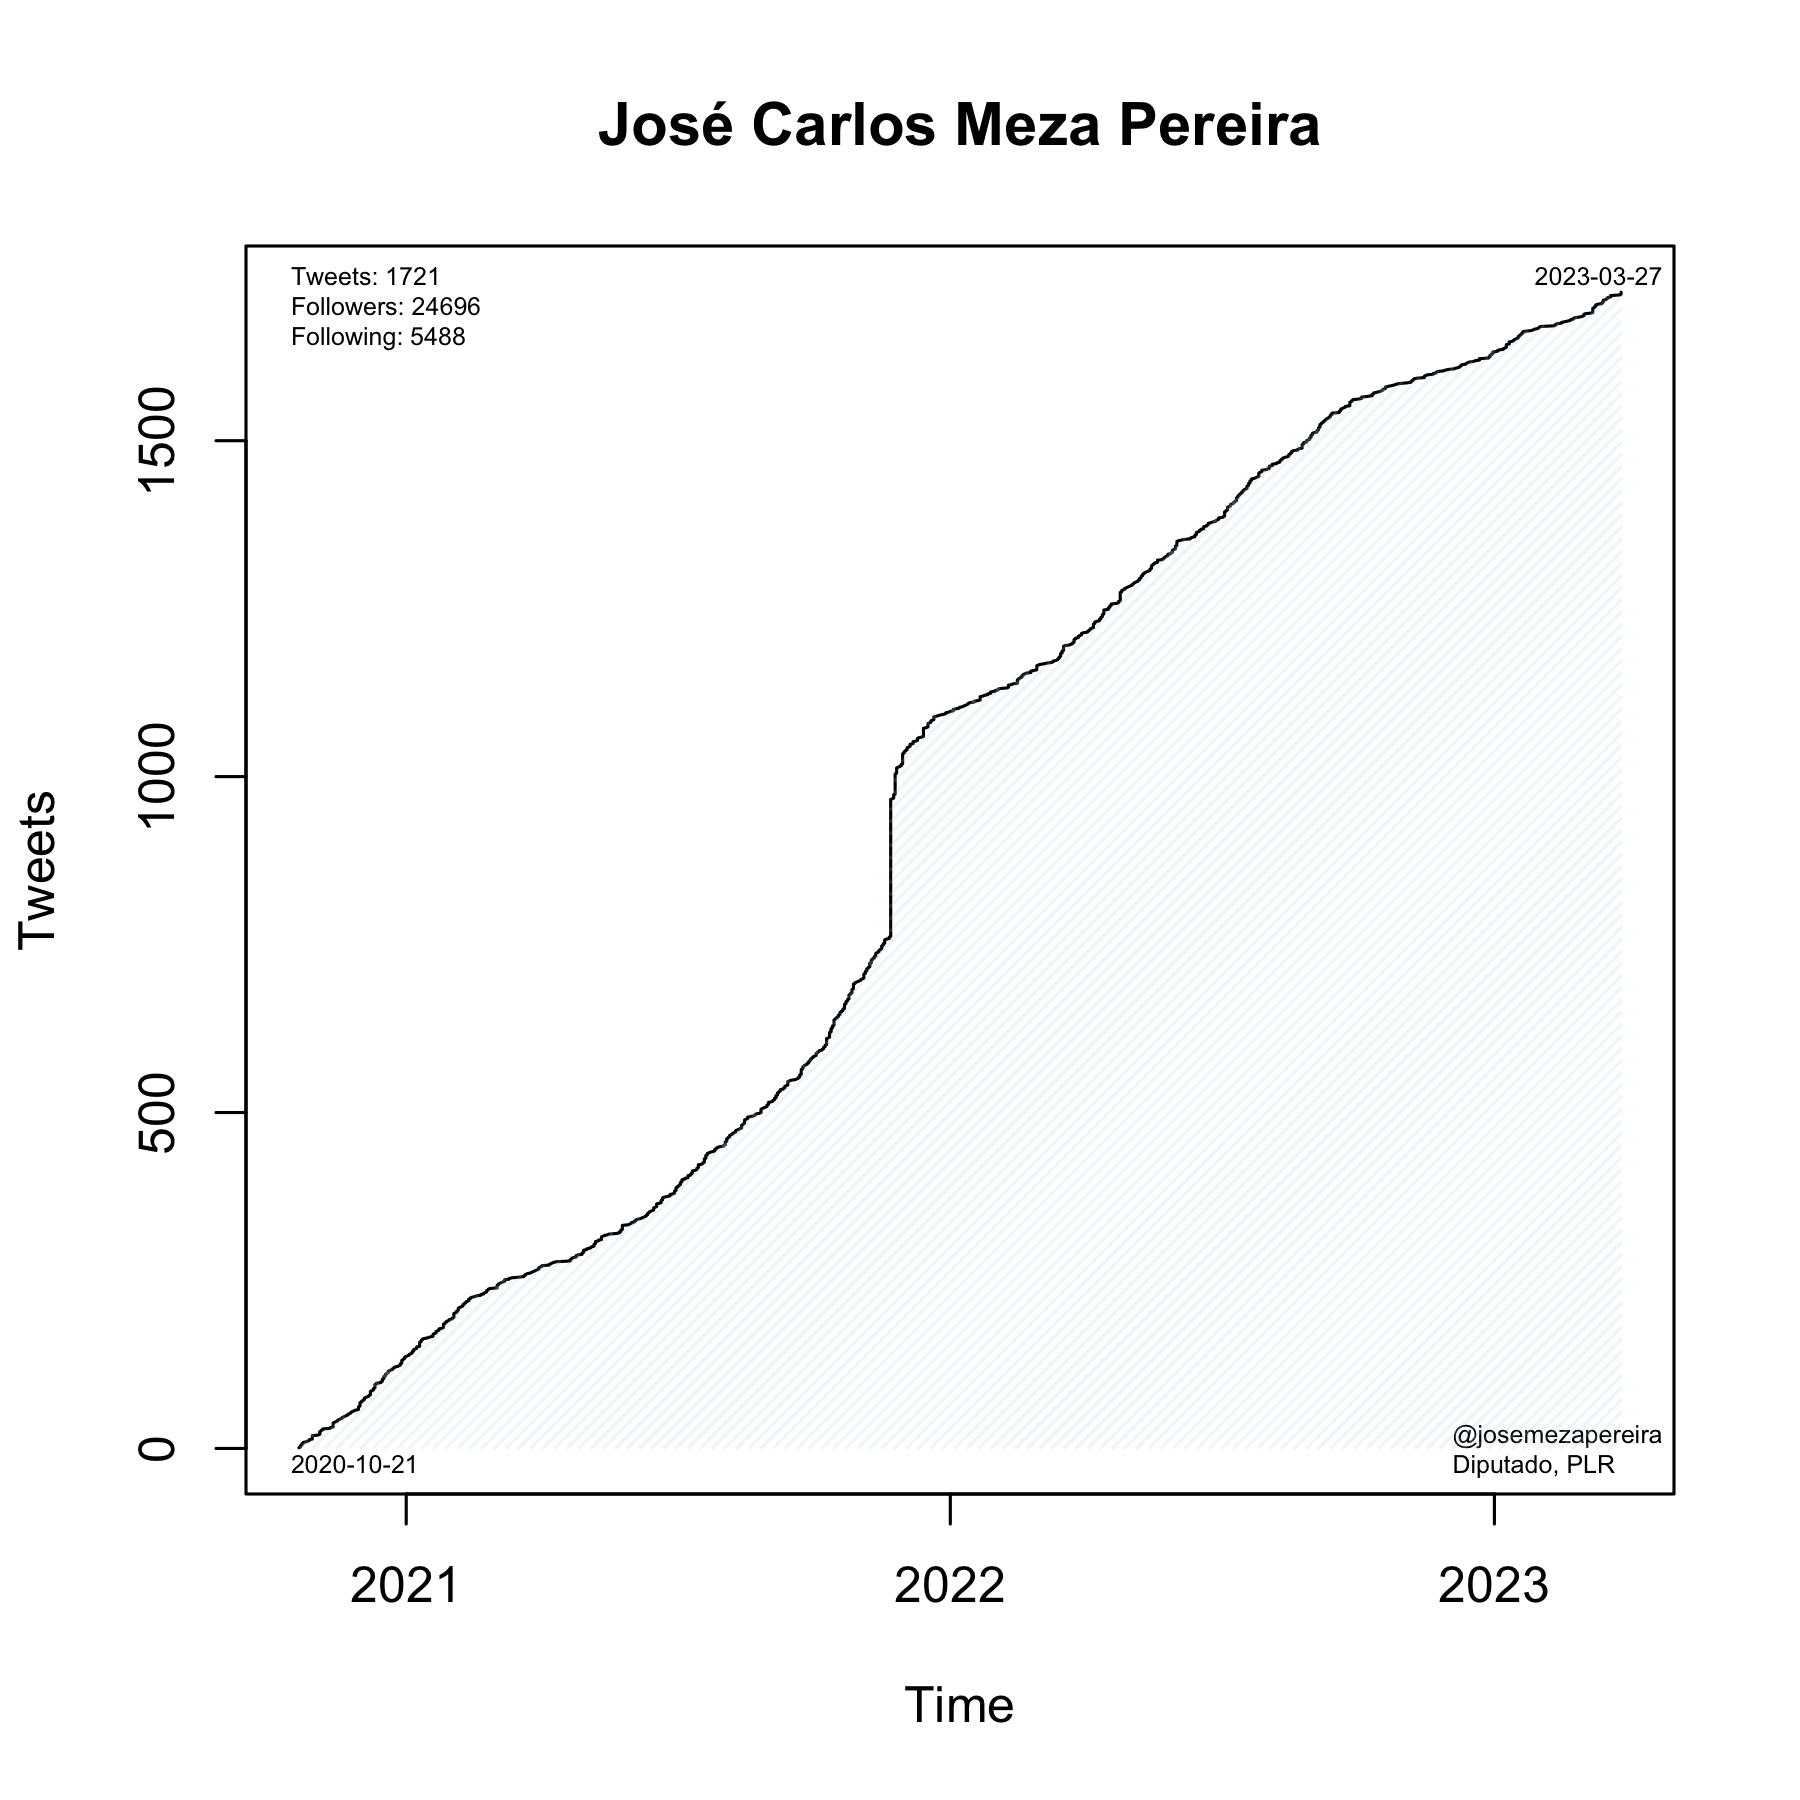 José Carlos Meza Pereira
Tweets: 1721
Followers: 24696
Following: 5488
2023-03-27
1500
1000
500
0
Tweets
@josemezapereira
Diputado, PLR
2020-10-21
2021
2022
2023
Time